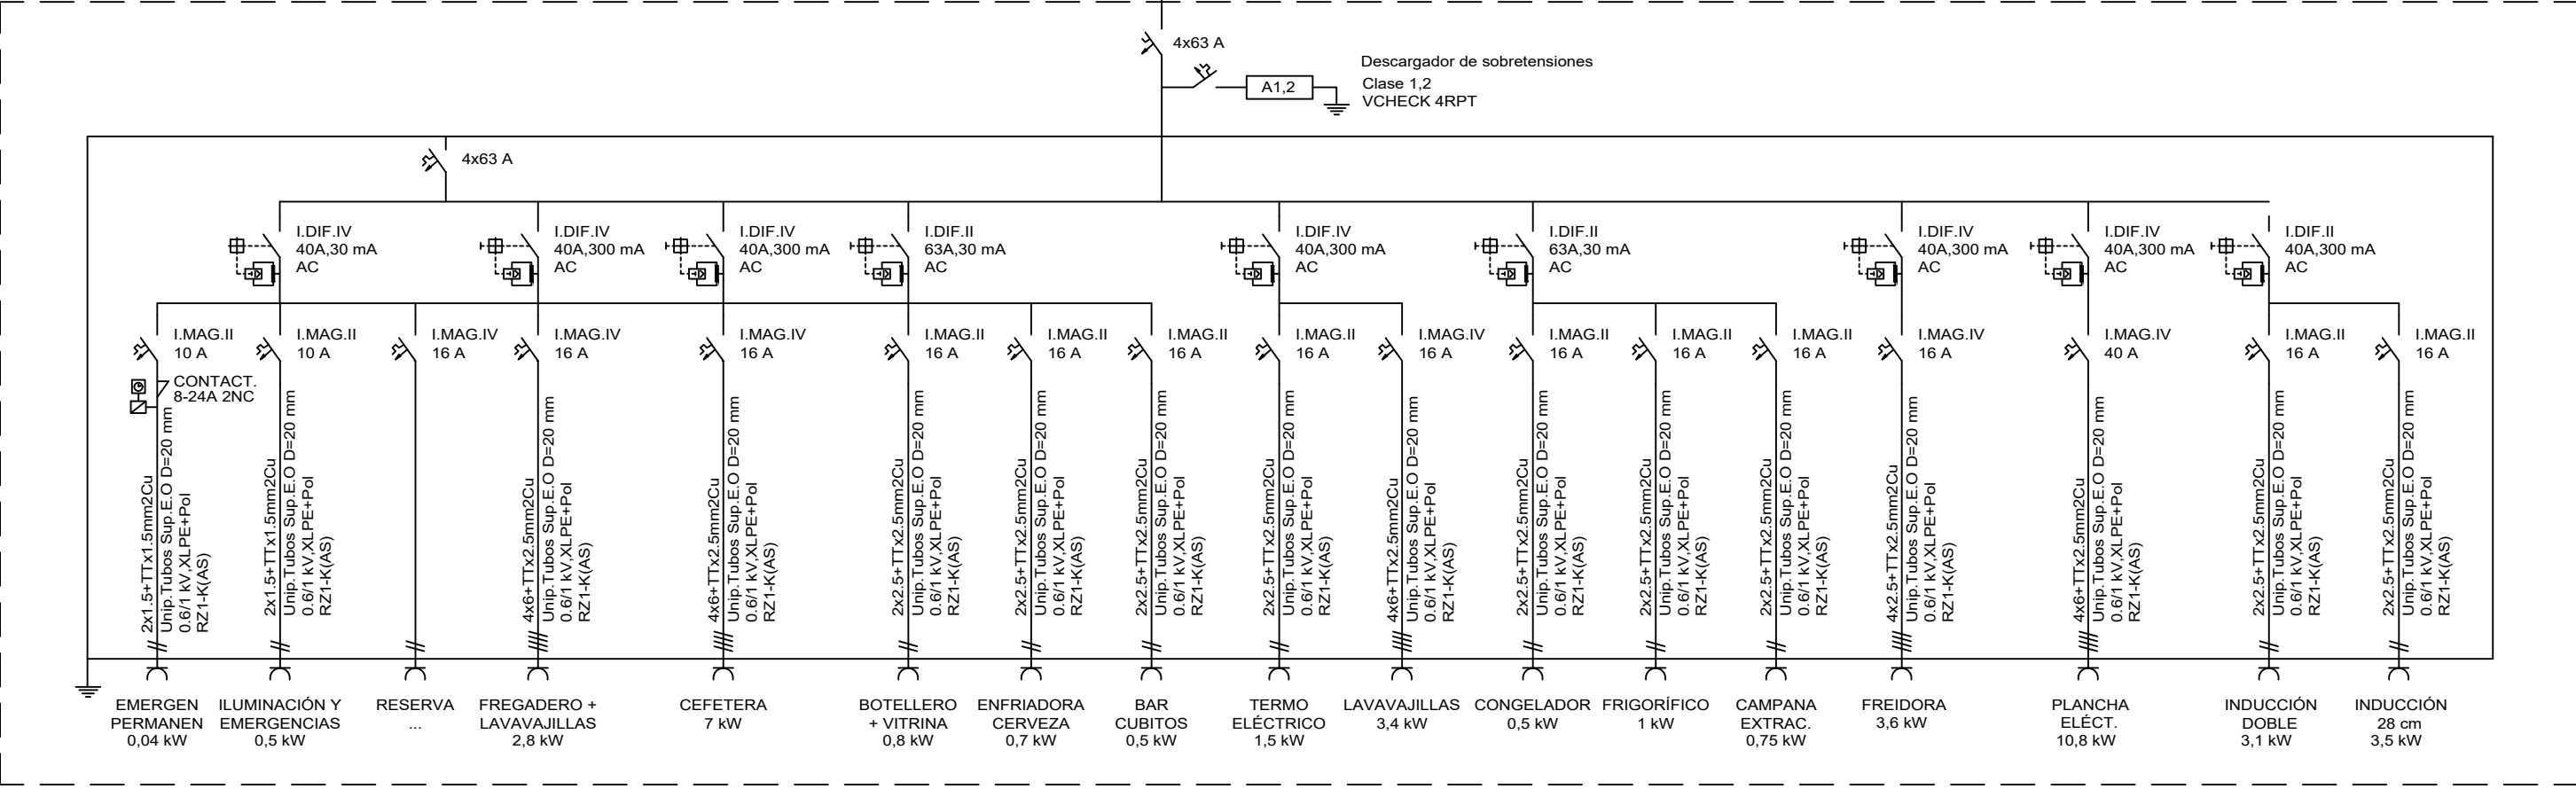 4x63 A
Descargador de sobretensiones
Clase 1,2
VCHECK 4RPT
A1,2
4x63 A
I.DIF.IV
40A,30 mA
AC
I.DIF.IV
40A,300 mA
AC
I.DIF.IV
40A,300 mA
AC
I.DIF.II
63A,30 mA
AC
I.DIF.IV
40A,300 mA
AC
I.DIF.II
63A,30 mA
AC
I.DIF.IV
40A,300 mA
AC
I.DIF.IV
40A,300 mA
AC
I.DIF.II
40A,300 mA
AC
I.MAG.II
10 A
I.MAG.II
10 A
I.MAG.IV
16 A
I.MAG.IV
16 A
I.MAG.IV
16 A
I.MAG.II
16 A
I.MAG.II
16 A
I.MAG.II
16 A
I.MAG.II
16 A
I.MAG.IV
16 A
I.MAG.II
16 A
I.MAG.II
16 A
I.MAG.II
16 A
I.MAG.IV
16 A
I.MAG.IV
40 A
I.MAG.II
16 A
I.MAG.II
16 A
CONTACT.
8-24A 2NC
2x1.5+TTx1.5mm2Cu
Unip.Tubos Sup.E.O D=20 mm
0.6/1 kV,XLPE+Pol
RZ1-K(AS)
2x1.5+TTx1.5mm2Cu
Unip.Tubos Sup.E.O D=20 mm
0.6/1 kV,XLPE+Pol
RZ1-K(AS)
4x6+TTx2.5mm2Cu
Unip.Tubos Sup.E.O D=20 mm
0.6/1 kV,XLPE+Pol
RZ1-K(AS)
4x6+TTx2.5mm2Cu
Unip.Tubos Sup.E.O D=20 mm
0.6/1 kV,XLPE+Pol
RZ1-K(AS)
2x2.5+TTx2.5mm2Cu
Unip.Tubos Sup.E.O D=20 mm
0.6/1 kV,XLPE+Pol
RZ1-K(AS)
2x2.5+TTx2.5mm2Cu
Unip.Tubos Sup.E.O D=20 mm
0.6/1 kV,XLPE+Pol
RZ1-K(AS)
2x2.5+TTx2.5mm2Cu
Unip.Tubos Sup.E.O D=20 mm
0.6/1 kV,XLPE+Pol
RZ1-K(AS)
2x2.5+TTx2.5mm2Cu
Unip.Tubos Sup.E.O D=20 mm
0.6/1 kV,XLPE+Pol
RZ1-K(AS)
4x6+TTx2.5mm2Cu
Unip.Tubos Sup.E.O D=20 mm
0.6/1 kV,XLPE+Pol
RZ1-K(AS)
2x2.5+TTx2.5mm2Cu
Unip.Tubos Sup.E.O D=20 mm
0.6/1 kV,XLPE+Pol
RZ1-K(AS)
2x2.5+TTx2.5mm2Cu
Unip.Tubos Sup.E.O D=20 mm
0.6/1 kV,XLPE+Pol
RZ1-K(AS)
2x2.5+TTx2.5mm2Cu
Unip.Tubos Sup.E.O D=20 mm
0.6/1 kV,XLPE+Pol
RZ1-K(AS)
4x2.5+TTx2.5mm2Cu
Unip.Tubos Sup.E.O D=20 mm
0.6/1 kV,XLPE+Pol
RZ1-K(AS)
4x6+TTx2.5mm2Cu
Unip.Tubos Sup.E.O D=20 mm
0.6/1 kV,XLPE+Pol
RZ1-K(AS)
2x2.5+TTx2.5mm2Cu
Unip.Tubos Sup.E.O D=20 mm
0.6/1 kV,XLPE+Pol
RZ1-K(AS)
2x2.5+TTx2.5mm2Cu
Unip.Tubos Sup.E.O D=20 mm
0.6/1 kV,XLPE+Pol
RZ1-K(AS)
EMERGEN
PERMANEN
0,04 kW
ILUMINACIÓN Y
EMERGENCIAS
0,5 kW
RESERVA
...
FREGADERO +
LAVAVAJILLAS
2,8 kW
CEFETERA
7 kW
BOTELLERO
+ VITRINA
0,8 kW
ENFRIADORA
CERVEZA
0,7 kW
BAR
CUBITOS
0,5 kW
TERMO
ELÉCTRICO
1,5 kW
LAVAVAJILLAS
3,4 kW
CONGELADOR
0,5 kW
FRIGORÍFICO
1 kW
CAMPANA
EXTRAC.
0,75 kW
FREIDORA
3,6 kW
PLANCHA
ELÉCT.
10,8 kW
INDUCCIÓN
DOBLE
3,1 kW
INDUCCIÓN
28 cm
3,5 kW